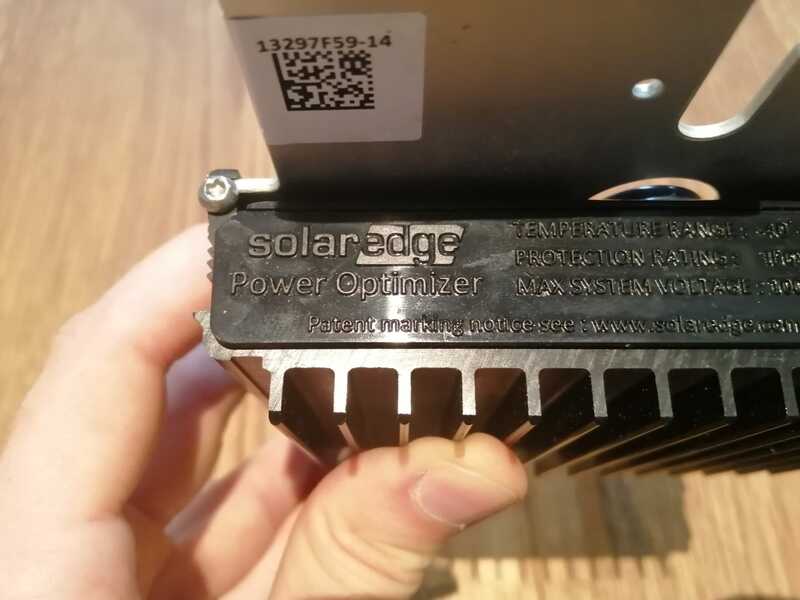 13297F59-14
solaredge
Power Optimizer
TEMPERATURE RANGE : -40°
PROTECTION RATING :
MAX SYSTEM VOLTAGE :
Patent marking notice see : www.solaredge.com